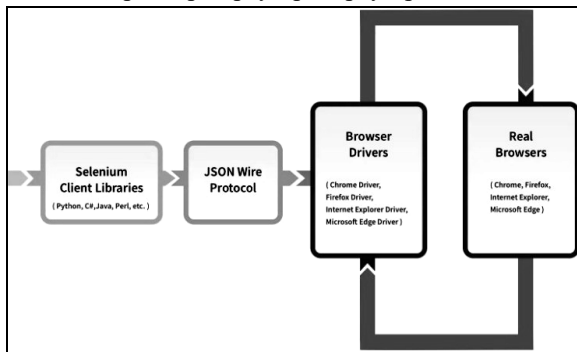 Selenium
Client Libraries
( Python, C#,Java, Perl, etc. )
JSON Wire
Protocol
Browser
Drivers
( Chrome Driver,
Firefox Driver,
Internet Explorer Driver,
Microsoft Edge Driver )
Real
Browsers
( Chrome, Firefox,
Internet Explorer,
Microsoft Edge )